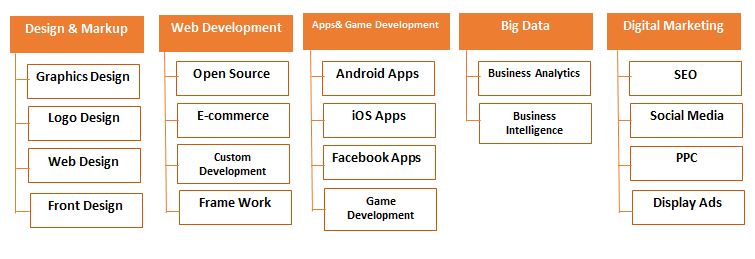 Design & Markup
Graphics Design
Logo Design
Web Design
Front Design
Web Development
Open Source
E-commerce
Custom
Development
Frame Work
Apps& Game Development
Android Apps
iOS Apps
Facebook Apps
Game
Development
Big Data
Business Analytics
Business
Intelligence
Digital Marketing
SEO
Social Media
PPC
Display Ads